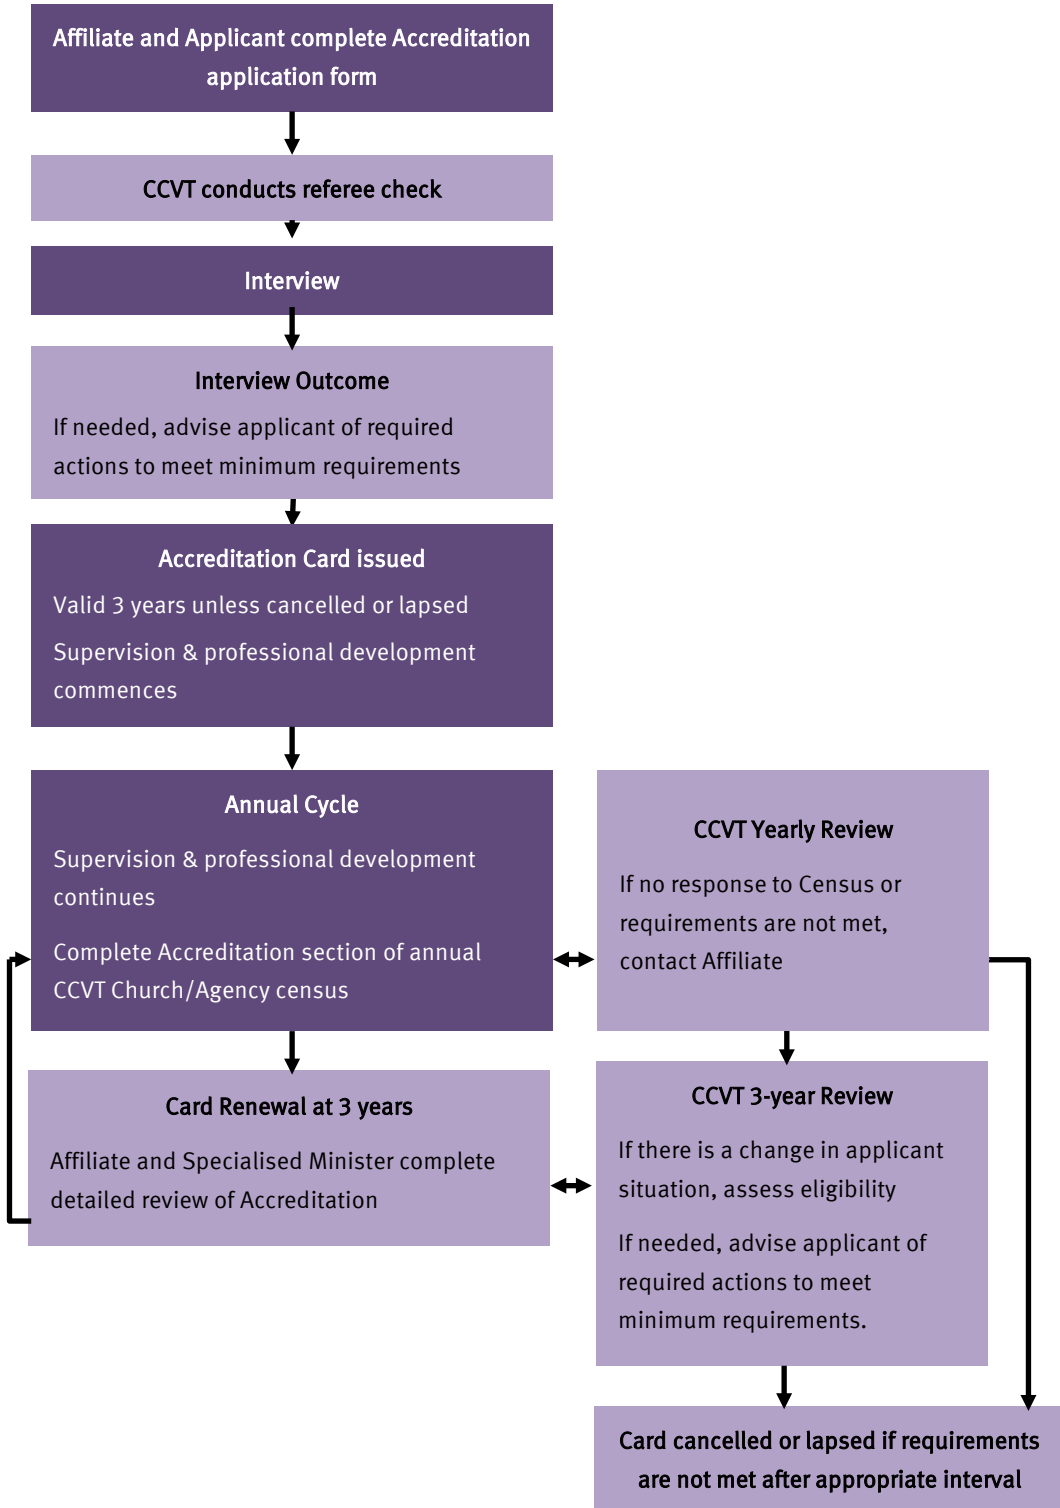 Affiliate and Applicant complete Accreditation
application form
CCVT conducts referee check
Interview
Interview Outcome
If needed, advise applicant of required
actions to meet minimum requirements
Accreditation Card issued
Valid 3 years unless cancelled or lapsed
Supervision & professional development
commences
Annual Cycle
Supervision & professional development
continues
Complete Accreditation section of annual
CCVT Church/Agency census
CCVT Yearly Review
If no response to Census or
requirements are not met,
contact Affiliate
Card Renewal at 3 years
Affiliate and Specialised Minister complete
detailed review of Accreditation
CCVT 3-year Review
If there is a change in applicant
situation, assess eligibility
If needed, advise applicant of
required actions to meet
minimum requirements.
Card cancelled or lapsed if requirements
are not met after appropriate interval